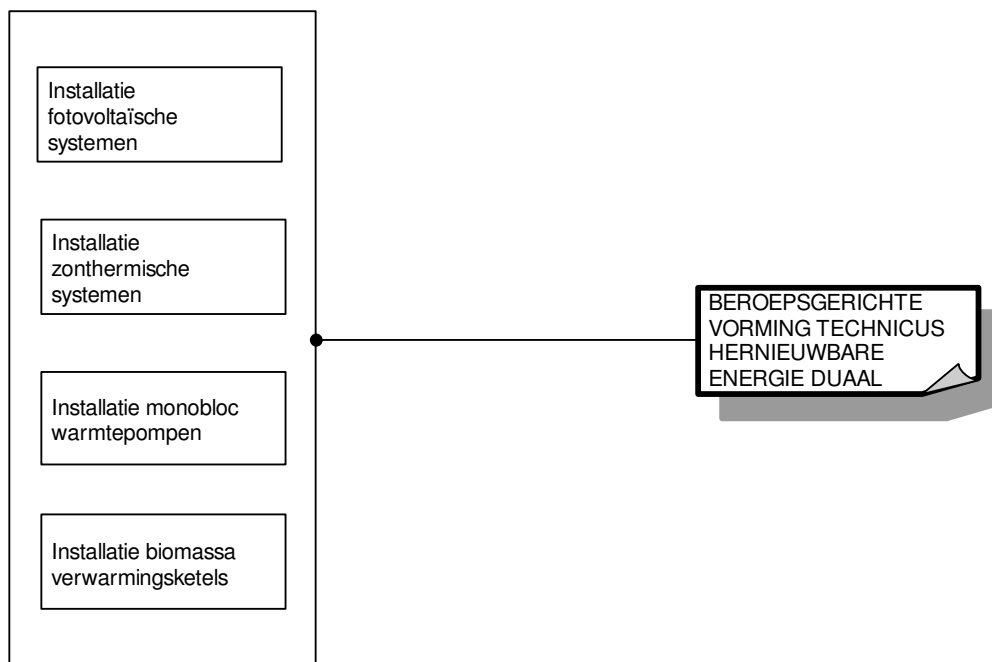 Installatie
fotovoltaïsche
systemen
Installatie
zonthermische
systemen
Installatie monobloc
warmtepompen
Installatie biomassa
verwarmingsketels
BEROEPSGERICHTE
VORMING TECHNICUS
HERNIEUWBARE
ENERGIE DUAAL